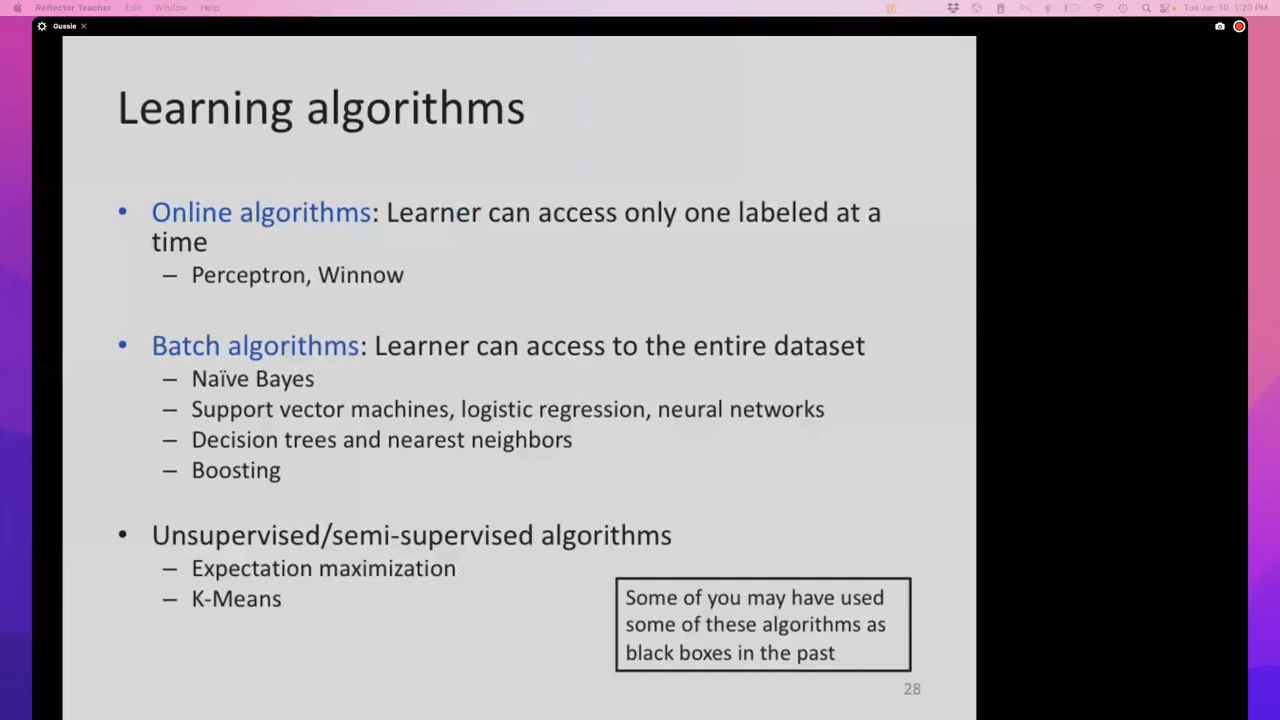 Reflector Teacher Edit Window Help Tue Jan 10 1:20 PM
Gussie
Learning algorithms
• Online algorithms: Learner can access only one labeled at a
time
– Perceptron, Winnow
• Batch algorithms: Learner can access to the entire dataset
– Naïve Bayes
– Support vector machines, logistic regression, neural networks
– Decision trees and nearest neighbors
– Boosting
• Unsupervised/semi-supervised algorithms
– Expectation maximization
– K-Means
Some of you may have used
some of these algorithms as
black boxes in the past
28